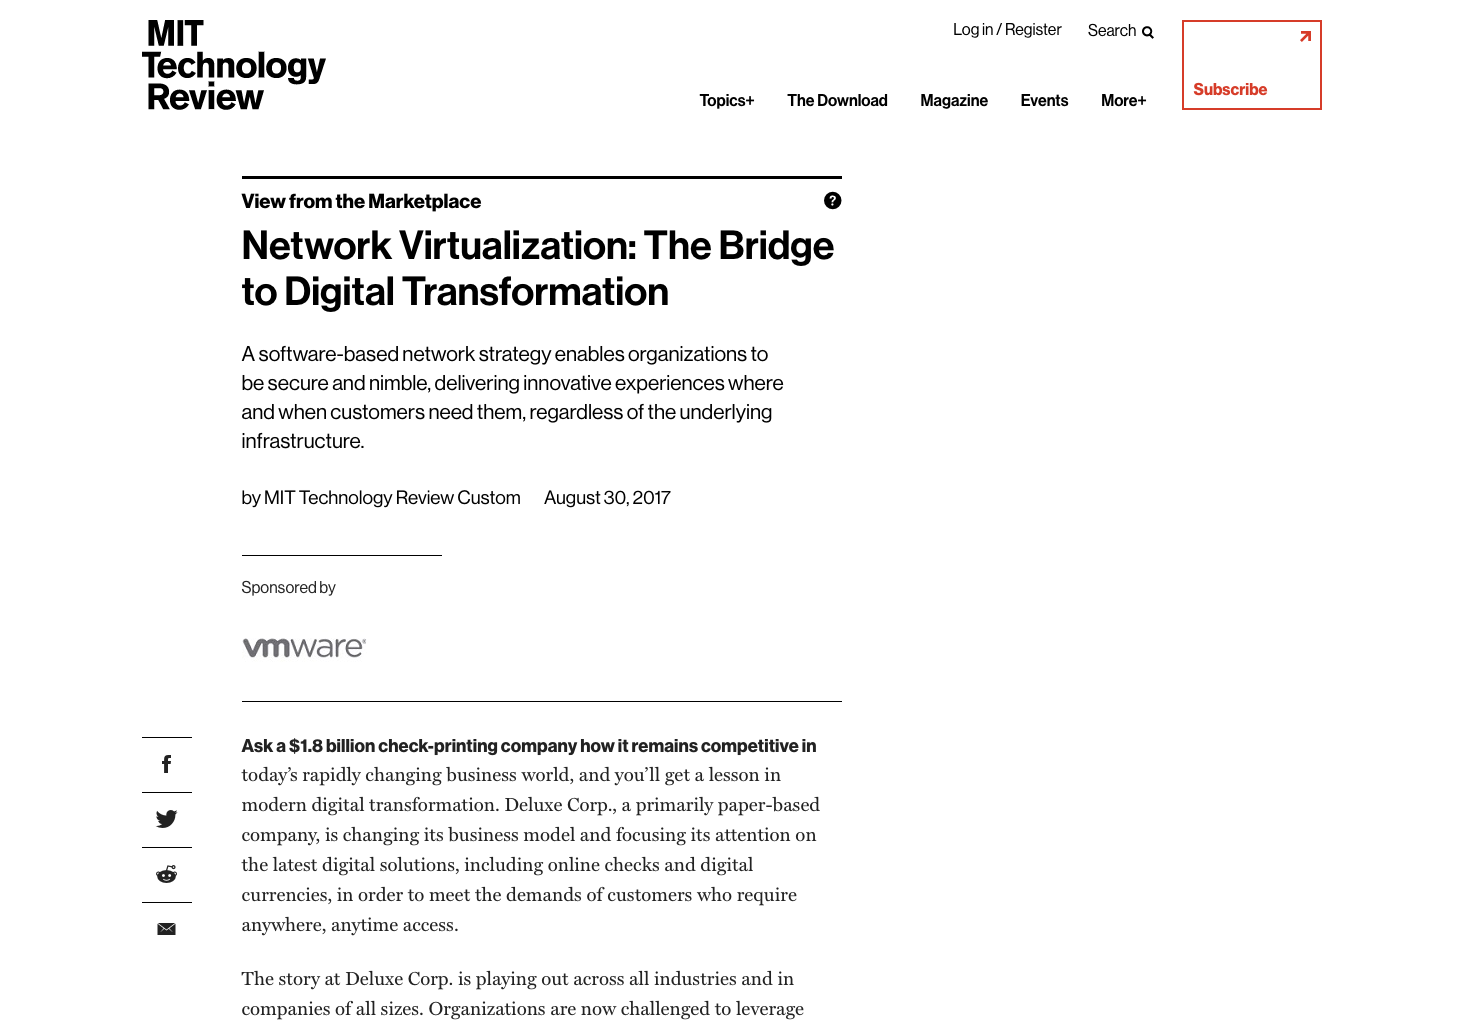 MIT
Technology
Review
Log in / Register
Search
Subscribe
Topics+
The Download
Magazine
Events
More+
View from the Marketplace
?
Network Virtualization: The Bridge
to Digital Transformation
A software-based network strategy enables organizations to
be secure and nimble, delivering innovative experiences where
and when customers need them, regardless of the underlying
infrastructure.
by MIT Technology Review Custom August 30, 2017
Sponsored by
vmware®
Ask a $1.8 billion check-printing company how it remains competitive in
today’s rapidly changing business world, and you’ll get a lesson in
modern digital transformation. Deluxe Corp., a primarily paper-based
company, is changing its business model and focusing its attention on
the latest digital solutions, including online checks and digital
currencies, in order to meet the demands of customers who require
anywhere, anytime access.
The story at Deluxe Corp. is playing out across all industries and in
companies of all sizes. Organizations are now challenged to leverage